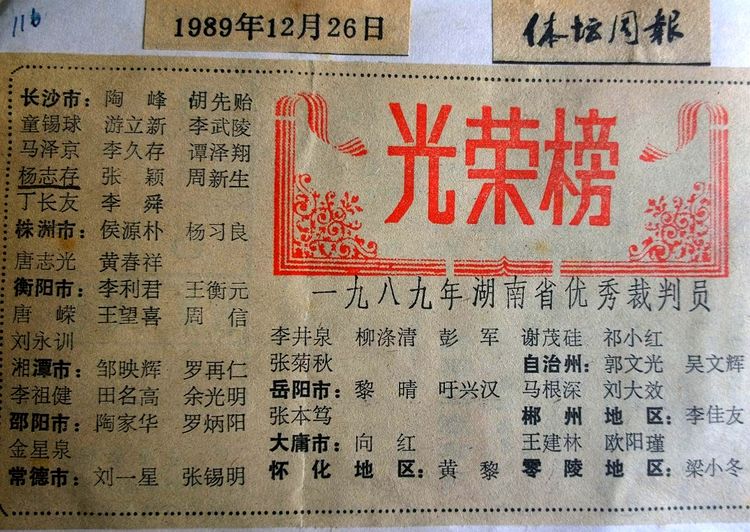 116
1989年12月26日
体坛周报
光荣榜
一九八九年湖南省优秀裁判员
长沙市：陶　峰　胡先贻
童锡球　游立新　李武陵
马泽京　李久存　谭泽翔
杨志存　张　颖　周新生
丁长友　李　舜
株洲市：侯源朴　杨习良
唐志光　黄春祥
衡阳市：李利君　王衡元
唐　嵘　王望喜　周　信
刘永训
湘潭市：邹映辉　罗再仁
李祖健　田名高　余光明
邵阳市：陶家华　罗炳阳
金星泉
常德市：刘一星　张锡明
李井泉　柳涤清　彭　军　谢茂硅　祁小红
张菊秋
岳阳市：黎　晴　吁兴汉
张本笃
大庸市：向　红
怀化地区：黄　黎
自治州：郭文光　吴文辉
马根深　刘大效
郴州地区：李佳友
王建林　欧阳瑾
零陵地区：梁小冬